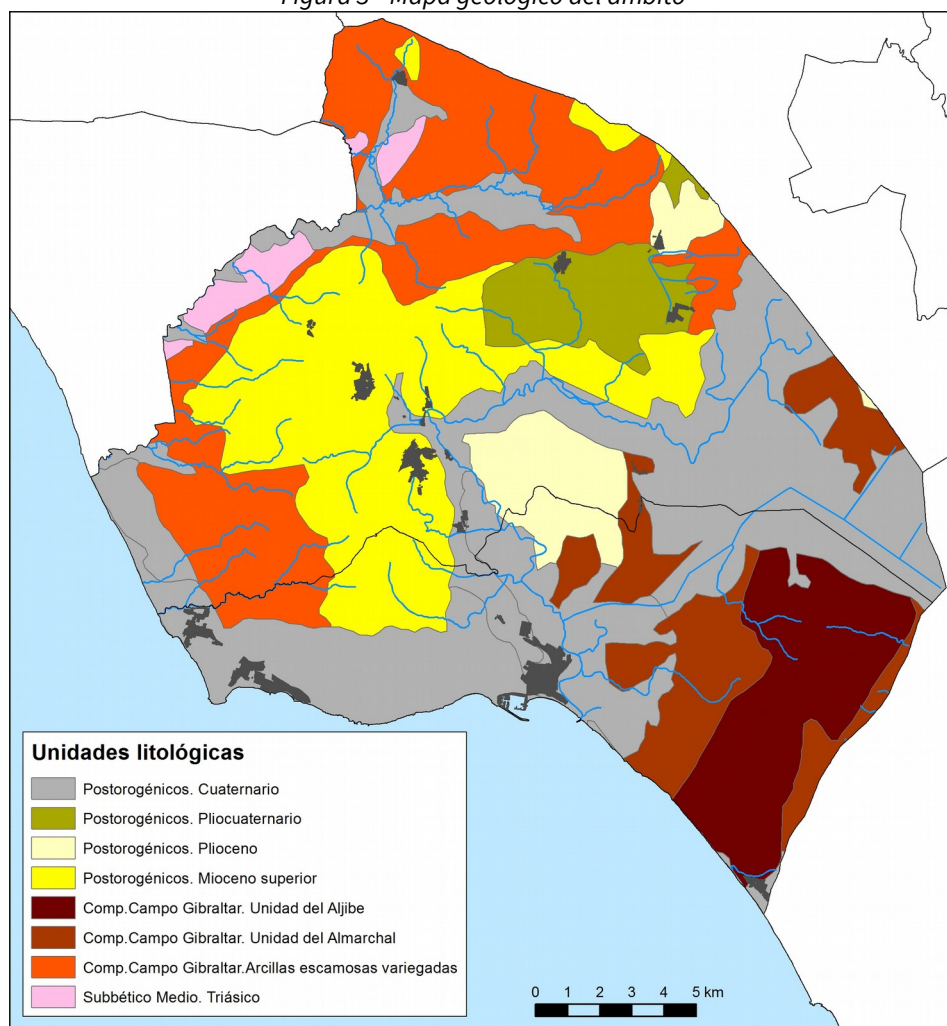 Figura 3 - Mapa geológico del ámbito
Unidades litológicas
Postorogénicos. Cuaternario
Postorogénicos. Pliocuaternario
Postorogénicos. Plioceno
Postorogénicos. Mioceno superior
Comp.Campo Gibraltar. Unidad del Aljibe
Comp.Campo Gibraltar. Unidad del Almarchal
Comp.Campo Gibraltar.Arcillas escamosas variegadas
Subbético Medio. Triásico
0 1 2 3 4 5 km